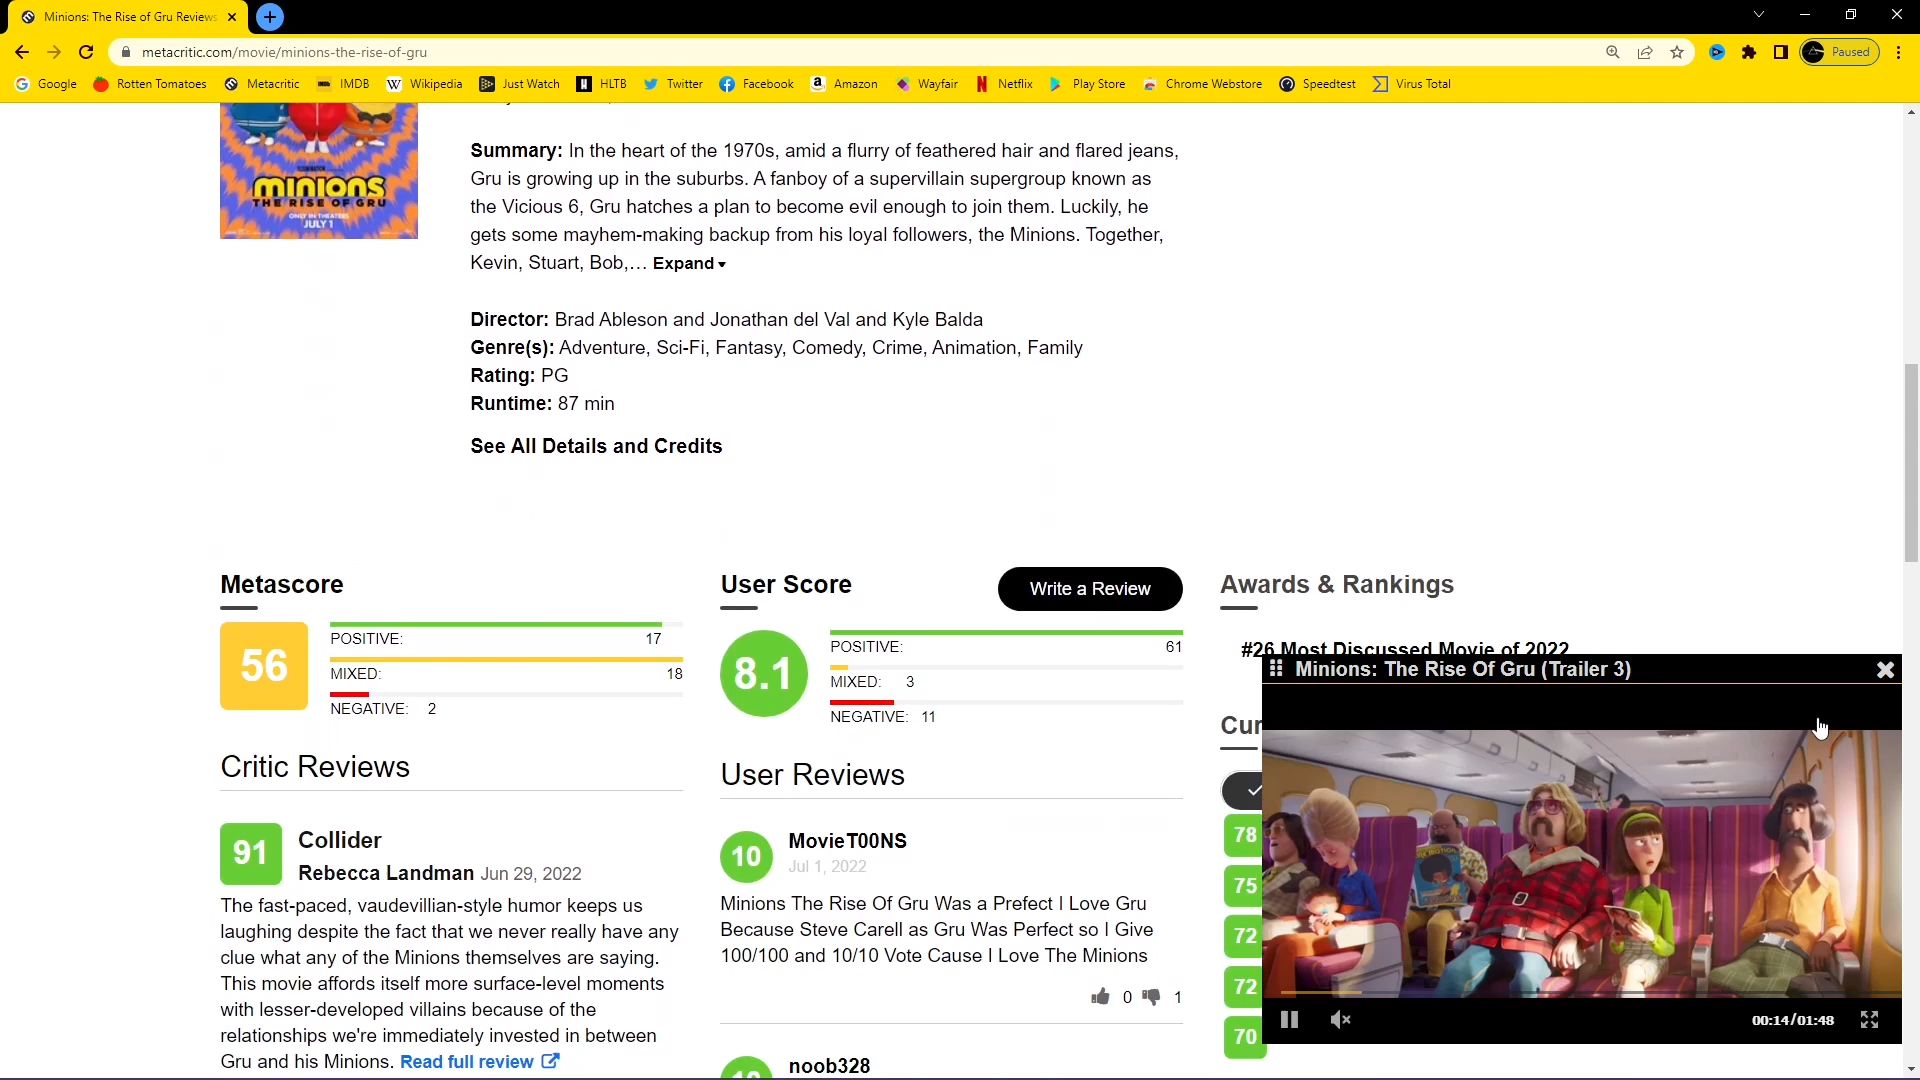 Minions: The Rise of Gru Reviews
metacritic.com/movie/minions-the-rise-of-gru
Paused
Google
Rotten Tomatoes
Metacritic
IMDB
Wikipedia
Just Watch
HLTB
Twitter
Facebook
Amazon
Wayfair
Netflix
Play Store
Chrome Webstore
Speedtest
Virus Total
minions
THE RISE OF GRU
ONLY IN THEATERS
JULY 1
Summary: In the heart of the 1970s, amid a flurry of feathered hair and flared jeans,
Gru is growing up in the suburbs. A fanboy of a supervillain supergroup known as
the Vicious 6, Gru hatches a plan to become evil enough to join them. Luckily, he
gets some mayhem-making backup from his loyal followers, the Minions. Together,
Kevin, Stuart, Bob,... Expand
Director: Brad Ableson and Jonathan del Val and Kyle Balda
Genre(s): Adventure, Sci-Fi, Fantasy, Comedy, Crime, Animation, Family
Rating: PG
Runtime: 87 min
See All Details and Credits
Metascore
56
POSITIVE: 17
MIXED: 18
NEGATIVE: 2
Critic Reviews
91
Collider
Rebecca Landman Jun 29, 2022
The fast-paced, vaudevillian-style humor keeps us
laughing despite the fact that we never really have any
clue what any of the Minions themselves are saying.
This movie affords itself more surface-level moments
with lesser-developed villains because of the
relationships we're immediately invested in between
Gru and his Minions. Read full review
User Score
Write a Review
8.1
POSITIVE: 61
MIXED: 3
NEGATIVE: 11
User Reviews
10
MovieT00NS
Jul 1, 2022
Minions The Rise Of Gru Was a Prefect I Love Gru
Because Steve Carell as Gru Was Perfect so I Give
100/100 and 10/10 Vote Cause I Love The Minions
0 1
noob328
Awards & Rankings
#26 Most Discussed Movie of 2022
Cur
78
75
72
72
70
Minions: The Rise Of Gru (Trailer 3)
00:14/01:48